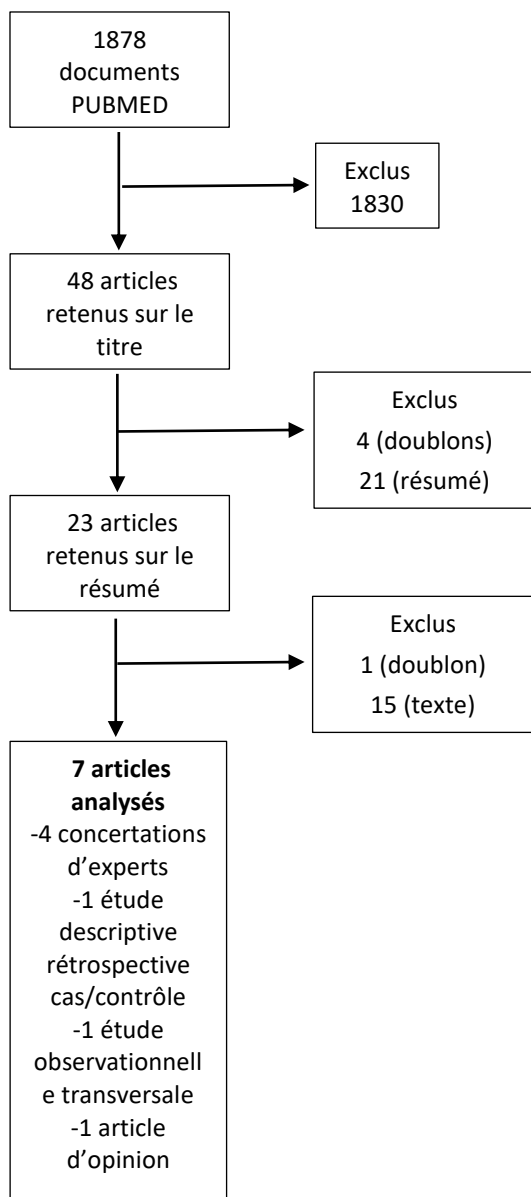 1878
documents
PUBMED
Exclus
1830
48 articles
retenus sur le
titre
Exclus
4 (doublons)
21 (résumé)
23 articles
retenus sur le
résumé
Exclus
1 (doublon)
15 (texte)
7 articles
analysés
-4 concertations
d’experts
-1 étude
descriptive
rétrospective
cas/contrôle
-1 étude
observationnell
e transversale
-1 article
d’opinion